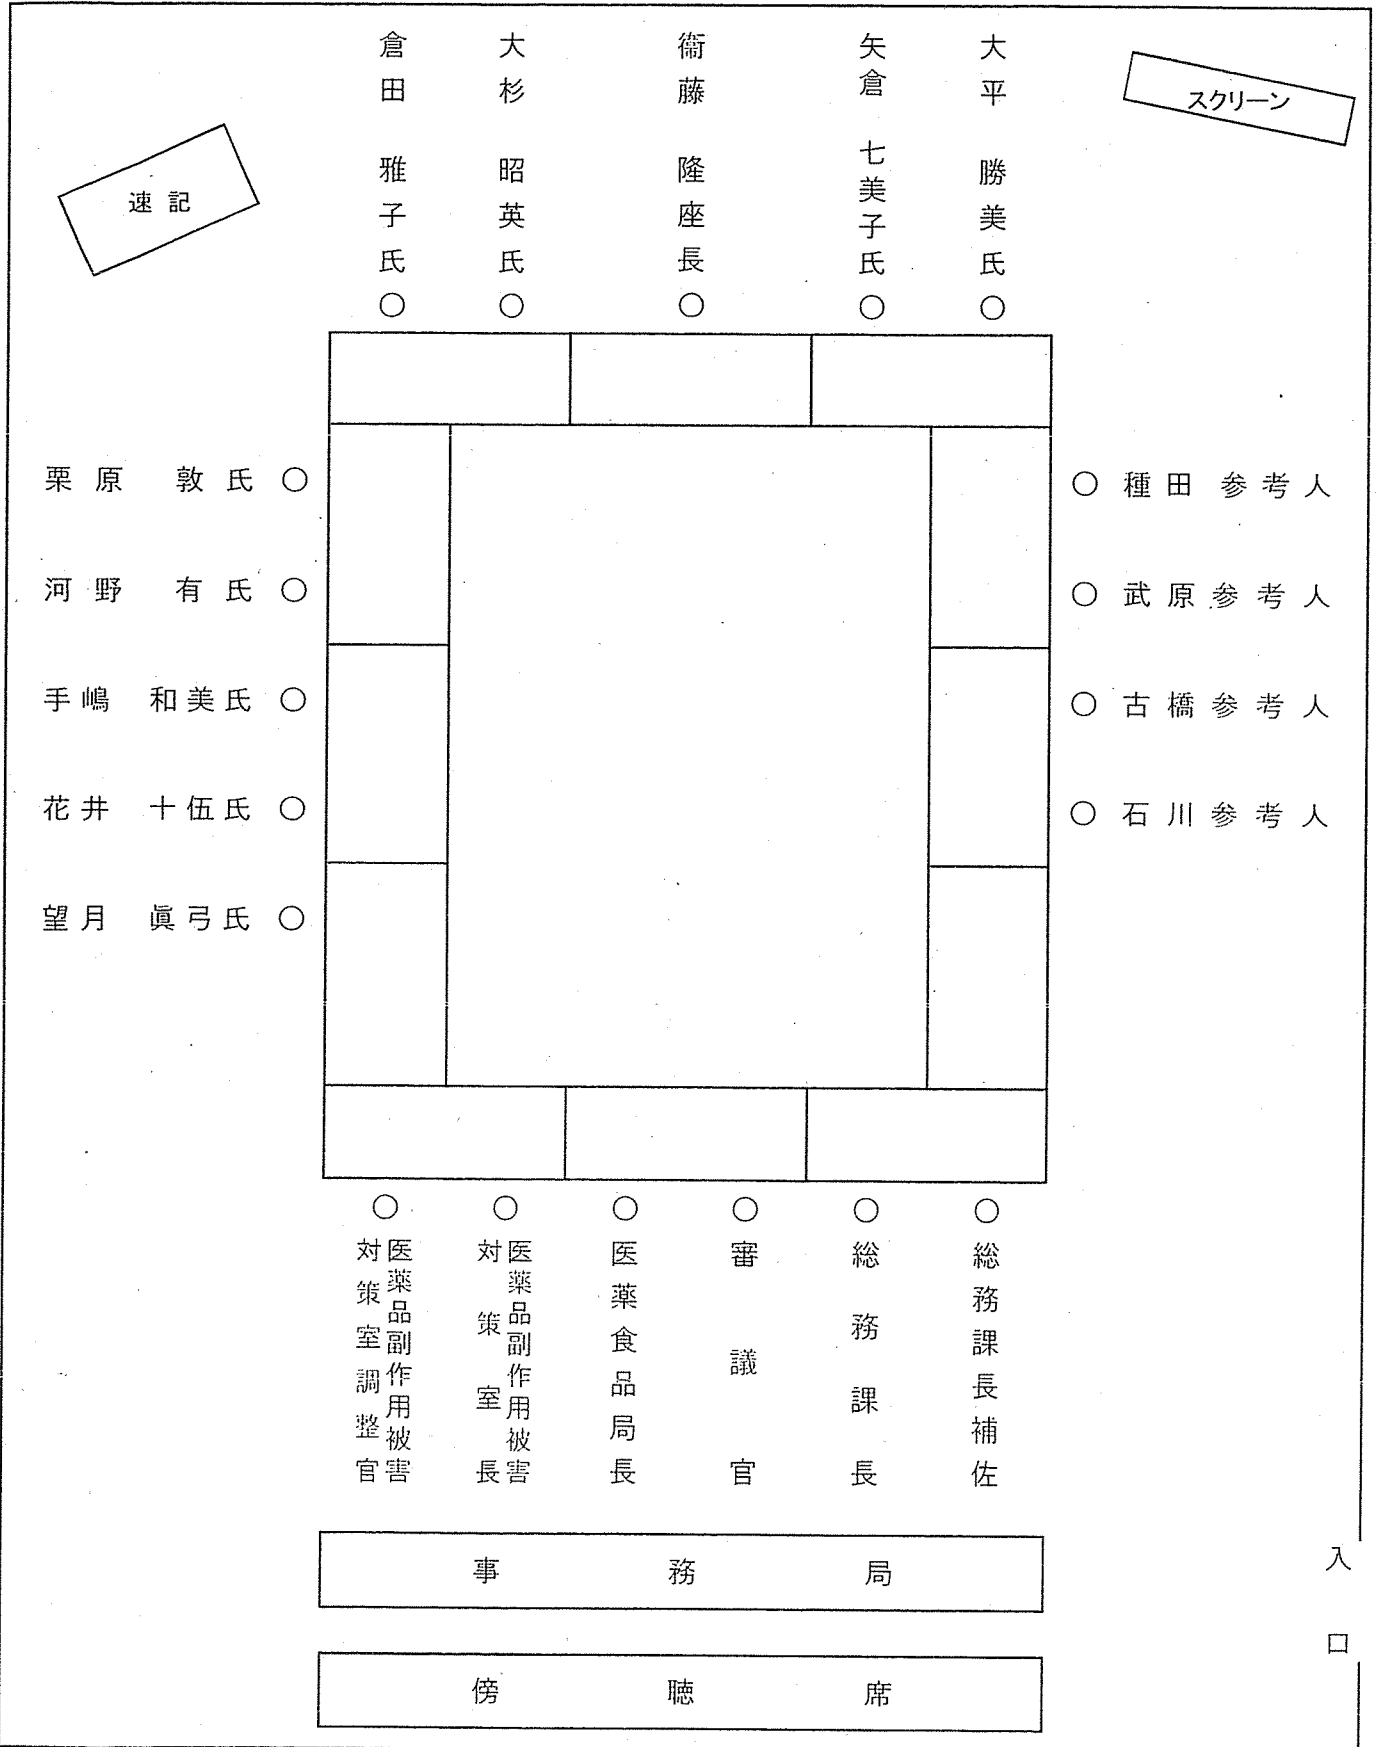 倉田 雅子氏 ○
大杉 昭英氏 ○
衞藤 隆座長 ○
矢倉 七美子氏 ○
大平 勝美氏 ○
スクリーン
速記
栗原 敦氏 ○
河野 有氏 ○
手嶋 和美氏 ○
花井 十伍氏 ○
望月 眞弓氏 ○
○ 種田 参考人
○ 武原参考人
○ 古橋参考人
○ 石川参考人
○ 医薬品副作用被害
対策室調整官
○ 医薬品副作用被害
対策室長
○ 医薬食品局長
○ 審議官
○ 総務課長
○ 総務課長補佐
事務局
傍聴席
入口